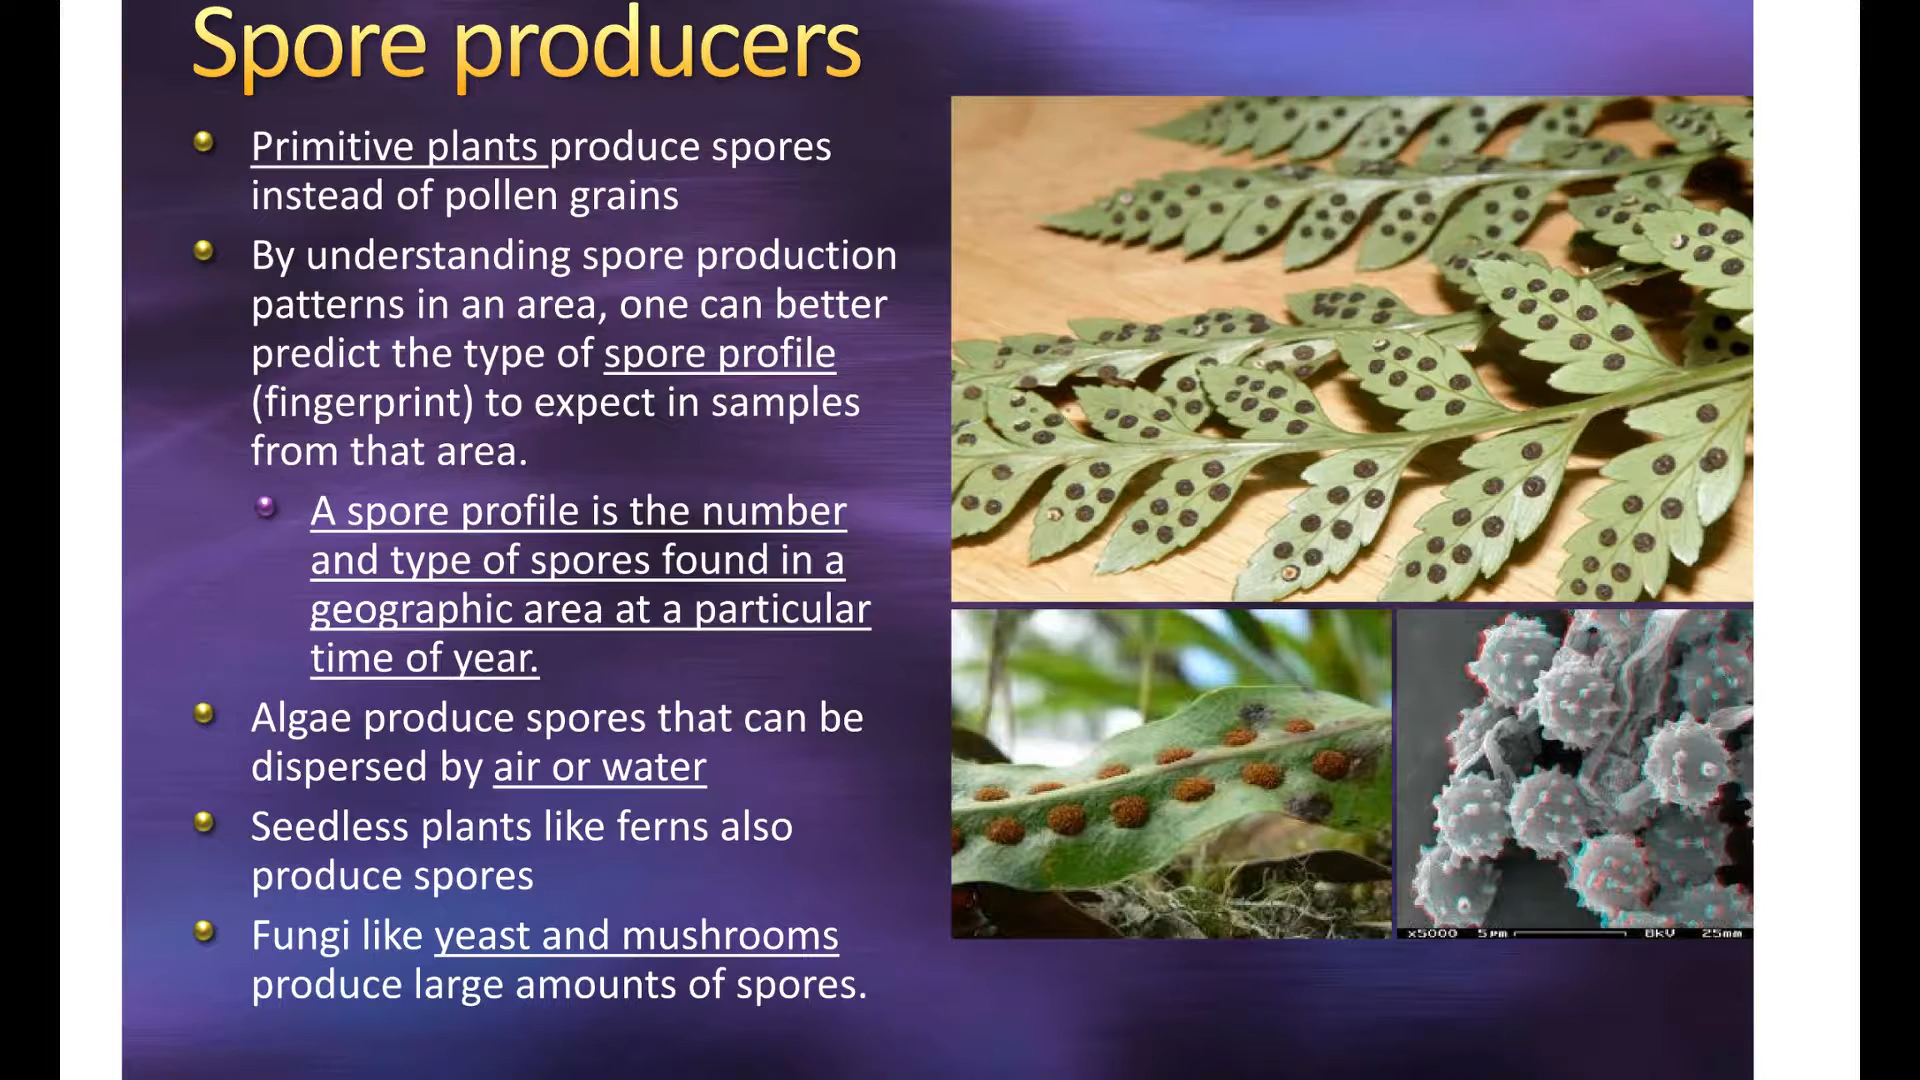 Spore producers
Primitive plants produce spores
instead of pollen grains
By understanding spore production
patterns in an area, one can better
predict the type of spore profile
(fingerprint) to expect in samples
from that area.
A spore profile is the number
and type of spores found in a
geographic area at a particular
time of year.
Algae produce spores that can be
dispersed by air or water
Seedless plants like ferns also
produce spores
Fungi like yeast and mushrooms
produce large amounts of spores.
x5000 5µm 8kV 25mm